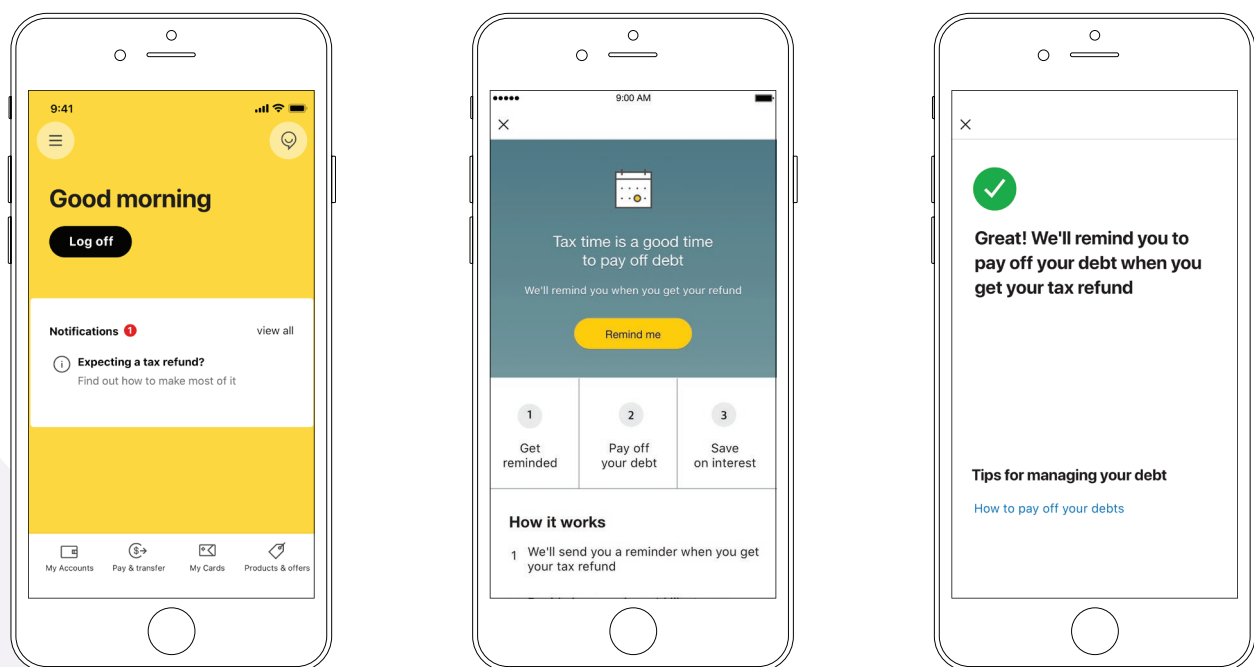 9:41
Good morning
Log off
Notifications 1
view all
Expecting a tax refund?
Find out how to make most of it
My Accounts
Pay & transfer
My Cards
Products & offers
9:00 AM
Tax time is a good time
to pay off debt
We'll remind you when you get your refund
Remind me
1
Get
reminded
2
Pay off
your debt
3
Save
on interest
How it works
1 We'll send you a reminder when you get
your tax refund
Great! We'll remind you to
pay off your debt when you
get your tax refund
Tips for managing your debt
How to pay off your debts